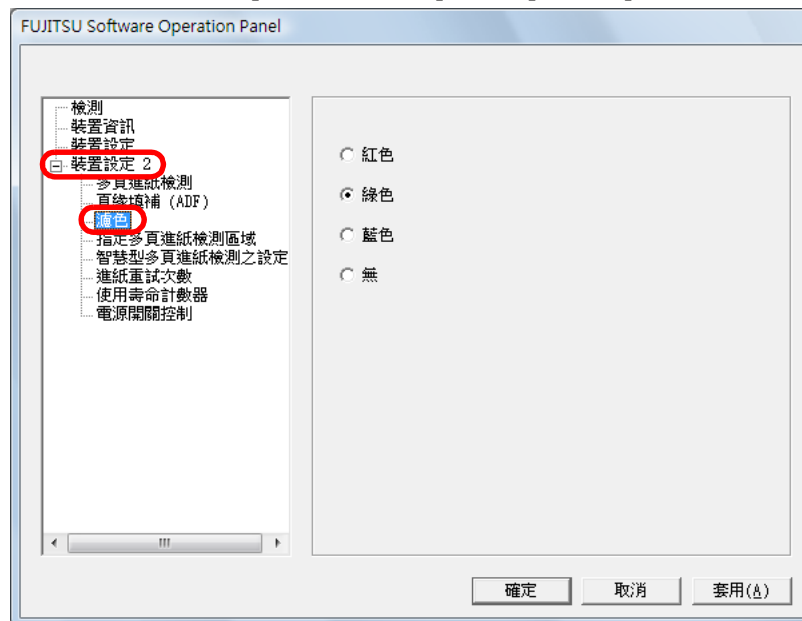 FUJITSU Software Operation Panel
檢測
裝置資訊
裝置設定
裝置設定 2
多頁進紙檢測
頁緣填補 (ADF)
濾色
指定多頁進紙檢測區域
智慧型多頁進紙檢測之設定
進紙重試次數
使用壽命計數器
電源開關控制
紅色
綠色
藍色
無
確定
取消
套用(A)